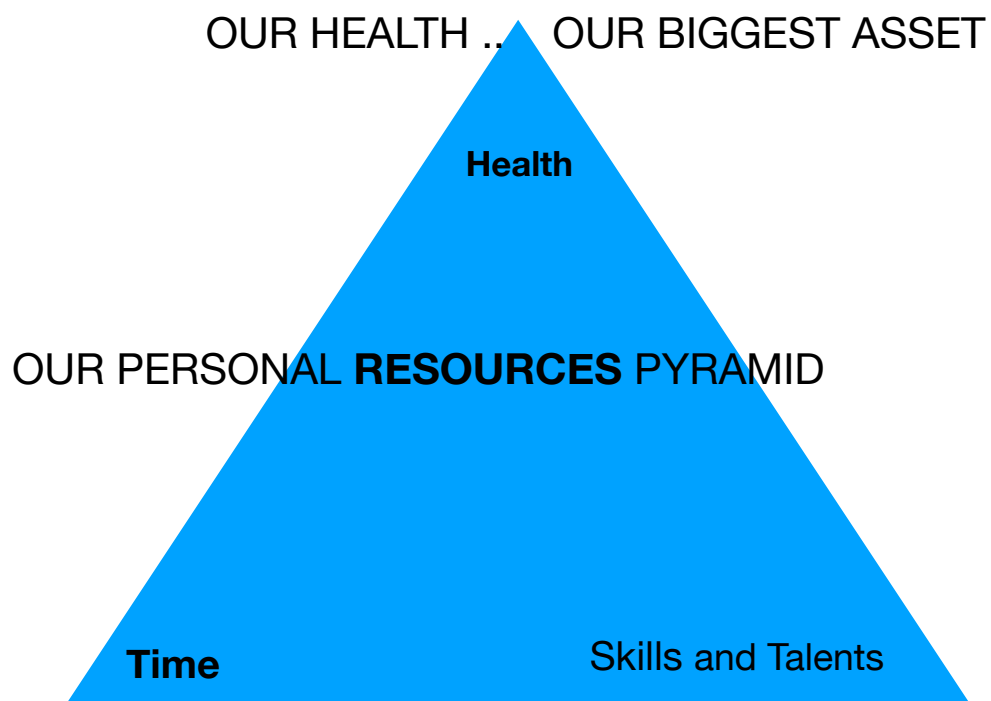 OUR HEALTH .. OUR BIGGEST ASSET
Health
OUR PERSONAL RESOURCES PYRAMID
Time
Skills and Talents